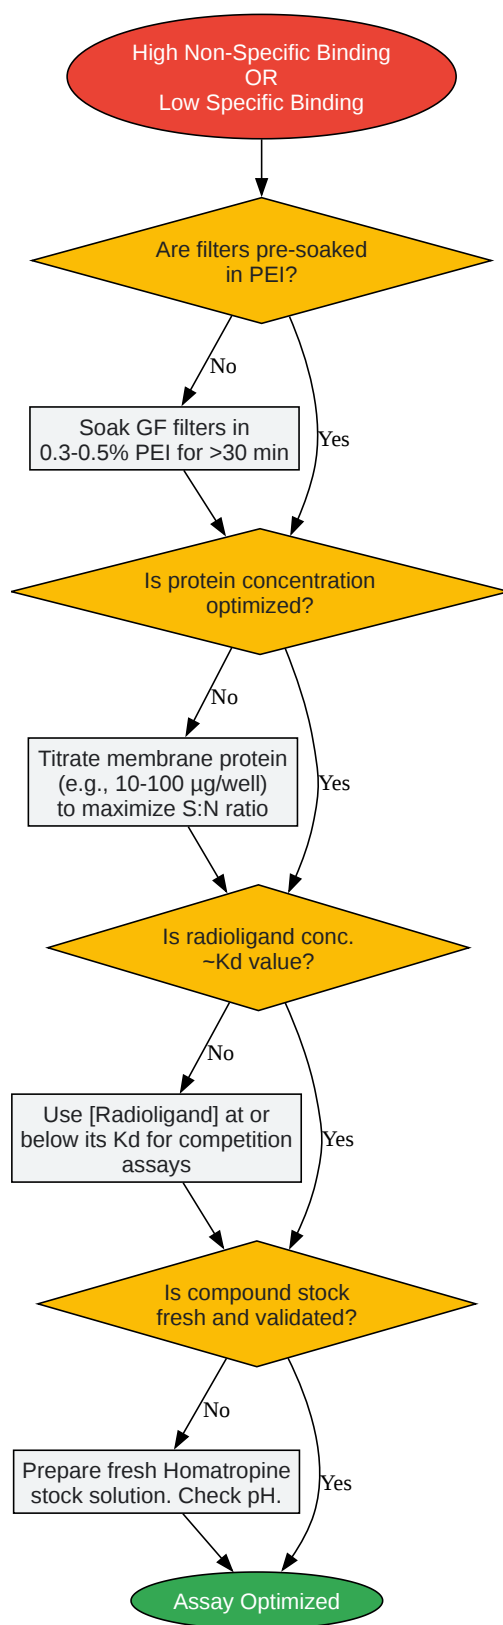 High Non-Specific Binding
OR
Low Specific Binding
Are filters pre-soaked
in PEI?
No
Yes
Soak GF filters in
0.3-0.5% PEI for >30 min
Is protein concentration
optimized?
No
Yes
Titrate membrane protein
(e.g., 10-100 µg/well)
to maximize S:N ratio
Is radioligand conc.
~Kd value?
No
Yes
Use [Radioligand] at or
below its Kd for competition
assays
Is compound stock
fresh and validated?
No
Yes
Prepare fresh Homatropine
stock solution. Check pH.
Assay Optimized